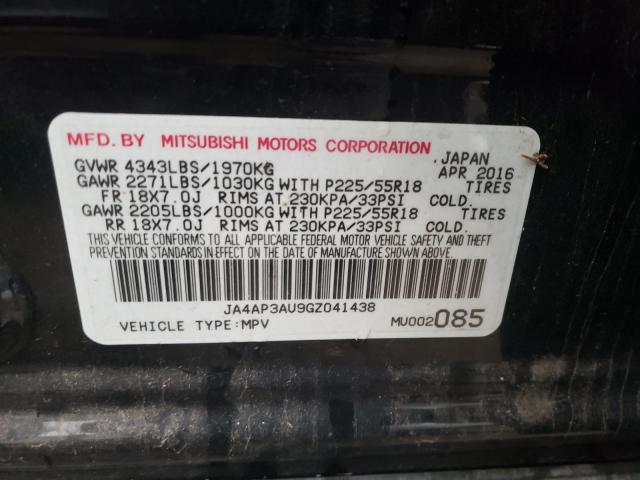 MFD. BY MITSUBISHI MOTORS CORPORATION
GVWR 4343LBS/1970KG JAPAN APR 2016
GAWR 2271LBS/1030KG WITH P225/55R18 TIRES
FR 18X7.0J RIMS AT 230KPA/33PSI COLD.
GAWR 2205LBS/1000KG WITH P225/55R18 TIRES
RR 18X7.0J RIMS AT 230KPA/33PSI COLD.
THIS VEHICLE CONFORMS TO ALL APPLICABLE FEDERAL MOTOR VEHICLE SAFETY AND THEFT
PREVENTION STANDARDS IN EFFECT ON THE DATE OF MANUFACTURE SHOWN ABOVE.
JA4AP3AU9GZ041438
VEHICLE TYPE:MPV MU002085